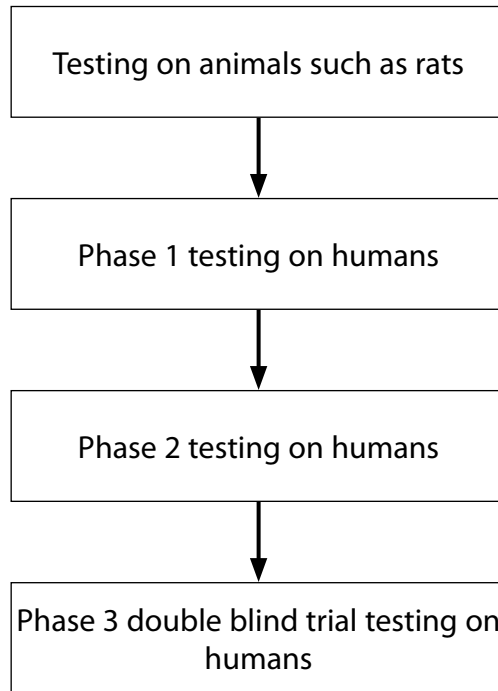 Testing on animals such as rats
Phase 1 testing on humans
Phase 2 testing on humans
Phase 3 double blind trial testing on
humans